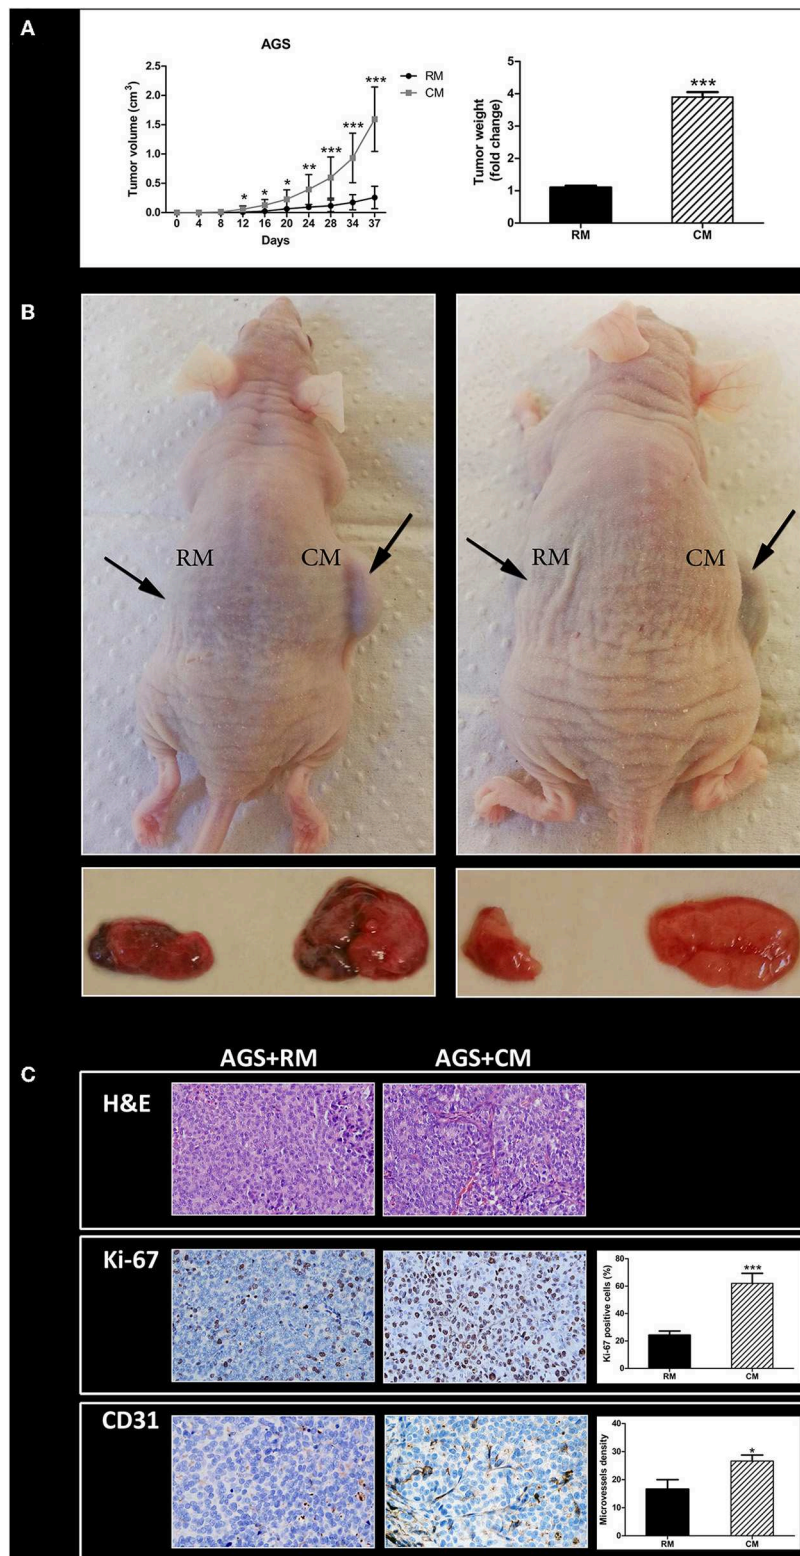 A
AGS
Tumor volume (cm³)
2.5
2.0
1.5
1.0
0.5
0.0
RM
CM
* * * ** *** *** ***
0 4 8 12 16 20 24 28 34 37
Days
Tumor weight
(fold change)
5
4
3
2
1
0
***
RM CM
B
RM CM
RM CM
AGS+RM AGS+CM
C
H&E
Ki-67
Ki-67 positive cells (%)
80
60
40
20
0
***
RM CM
CD31
Microvessels density
40
30
20
10
0
*
RM CM